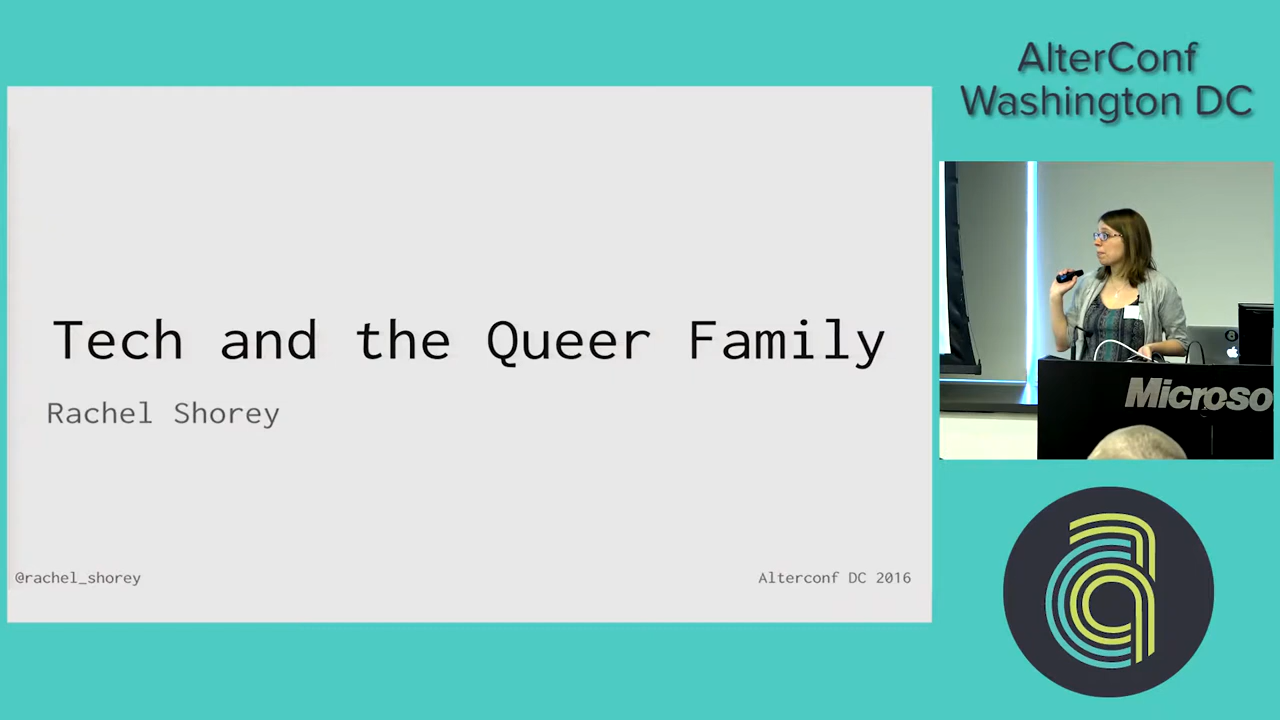 AlterConf
Washington DC
Tech and the Queer Family
Rachel Shorey
@rachel_shorey
Alterconf DC 2016
Microso